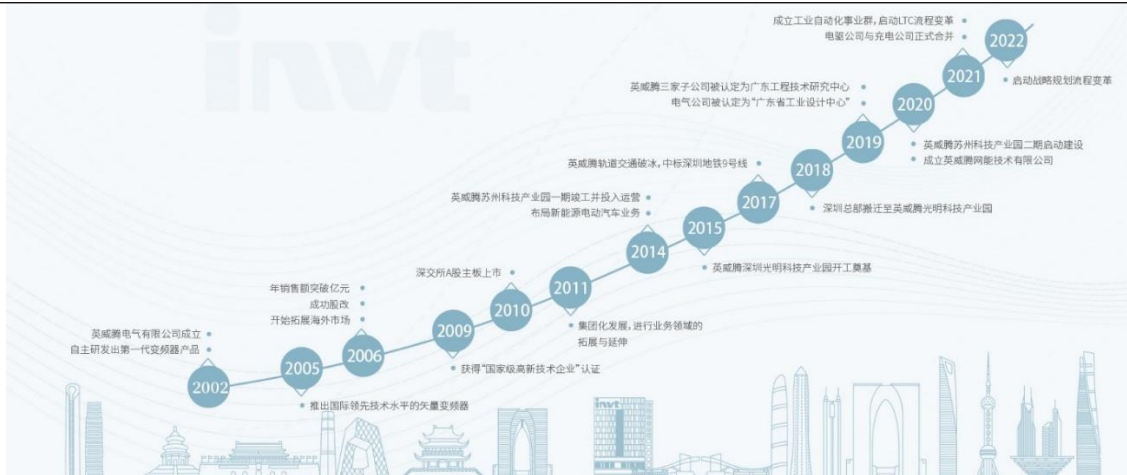 invt
2002
英威腾电气有限公司成立
自主研发出第一代变频器产品
2005
推出国际领先技术水平的矢量变频器
2006
年销售额突破亿元
成功股改
开始拓展海外市场
2009
获得“国家级高新技术企业”认证
2010
深交所A股主板上市
2011
集团化发展，进行业务领域的
拓展与延伸
2014
英威腾苏州科技产业园一期竣工并投入运营
布局新能源电动汽车业务
2015
英威腾深圳光明科技产业园开工奠基
2017
英威腾轨道交通破冰，中标深圳地铁9号线
2018
深圳总部搬迁至英威腾光明科技产业园
2019
英威腾三家子公司被认定为广东工程技术研究中心
电气公司被认定为“广东省工业设计中心”
2020
英威腾苏州科技产业园二期启动建设
成立英威腾网能技术有限公司
2021
成立工业自动化事业群，启动LTC流程变革
电驱公司与充电公司正式合并
2022
启动战略规划流程变革
invt